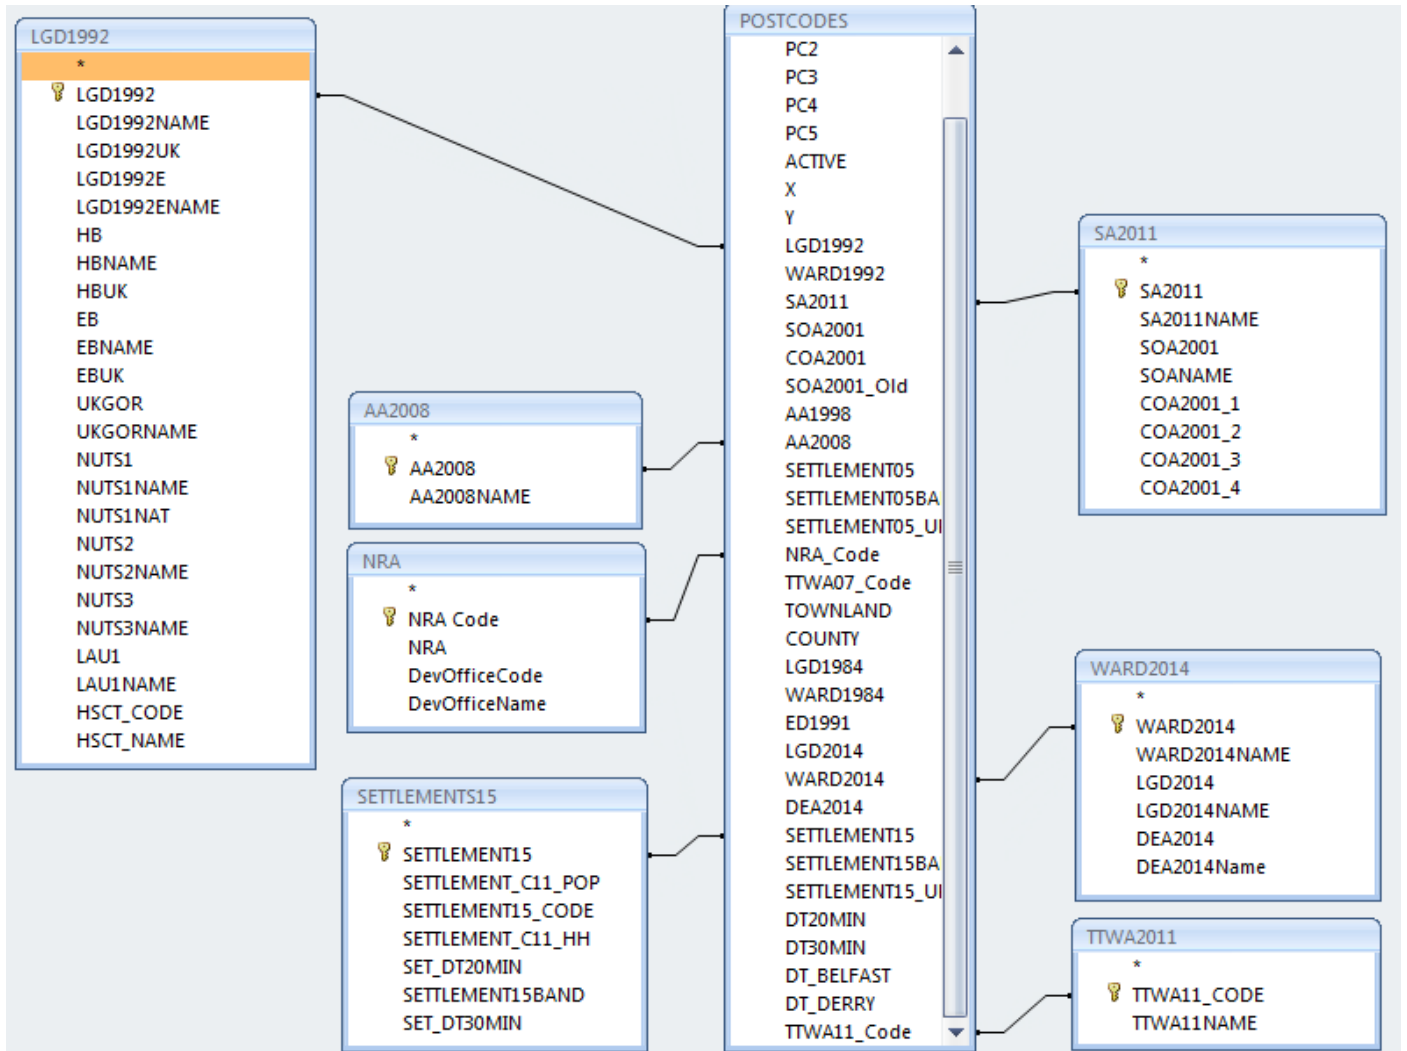 LGD1992
*
LGD1992
LGD1992NAME
LGD1992UK
LGD1992E
LGD1992ENAME
HB
HBNAME
HBUK
EB
EBNAME
EBUK
UKGOR
UKGORNAME
NUTS1
NUTS1NAME
NUTS1NAT
NUTS2
NUTS2NAME
NUTS3
NUTS3NAME
LAU1
LAU1NAME
HSCT_CODE
HSCT_NAME
AA2008
*
AA2008
AA2008NAME
NRA
*
NRA Code
NRA
DevOfficeCode
DevOfficeName
SETTLEMENTS15
*
SETTLEMENT15
SETTLEMENT_C11_POP
SETTLEMENT15_CODE
SETTLEMENT_C11_HH
SET_DT20MIN
SETTLEMENT15BAND
SET_DT30MIN
POSTCODES
PC2
PC3
PC4
PC5
ACTIVE
X
Y
LGD1992
WARD1992
SA2011
SOA2001
COA2001
SOA2001_Old
AA1998
AA2008
SETTLEMENT05
SETTLEMENT05BA
SETTLEMENT05_UI
NRA_Code
TTWA07_Code
TOWNLAND
COUNTY
LGD1984
WARD1984
ED1991
LGD2014
WARD2014
DEA2014
SETTLEMENT15
SETTLEMENT15BA
SETTLEMENT15_UI
DT20MIN
DT30MIN
DT_BELFAST
DT_DERRY
TTWA11_Code
SA2011
*
SA2011
SA2011NAME
SOA2001
SOANAME
COA2001_1
COA2001_2
COA2001_3
COA2001_4
WARD2014
*
WARD2014
WARD2014NAME
LGD2014
LGD2014NAME
DEA2014
DEA2014Name
TTWA2011
*
TTWA11_CODE
TTWA11NAME